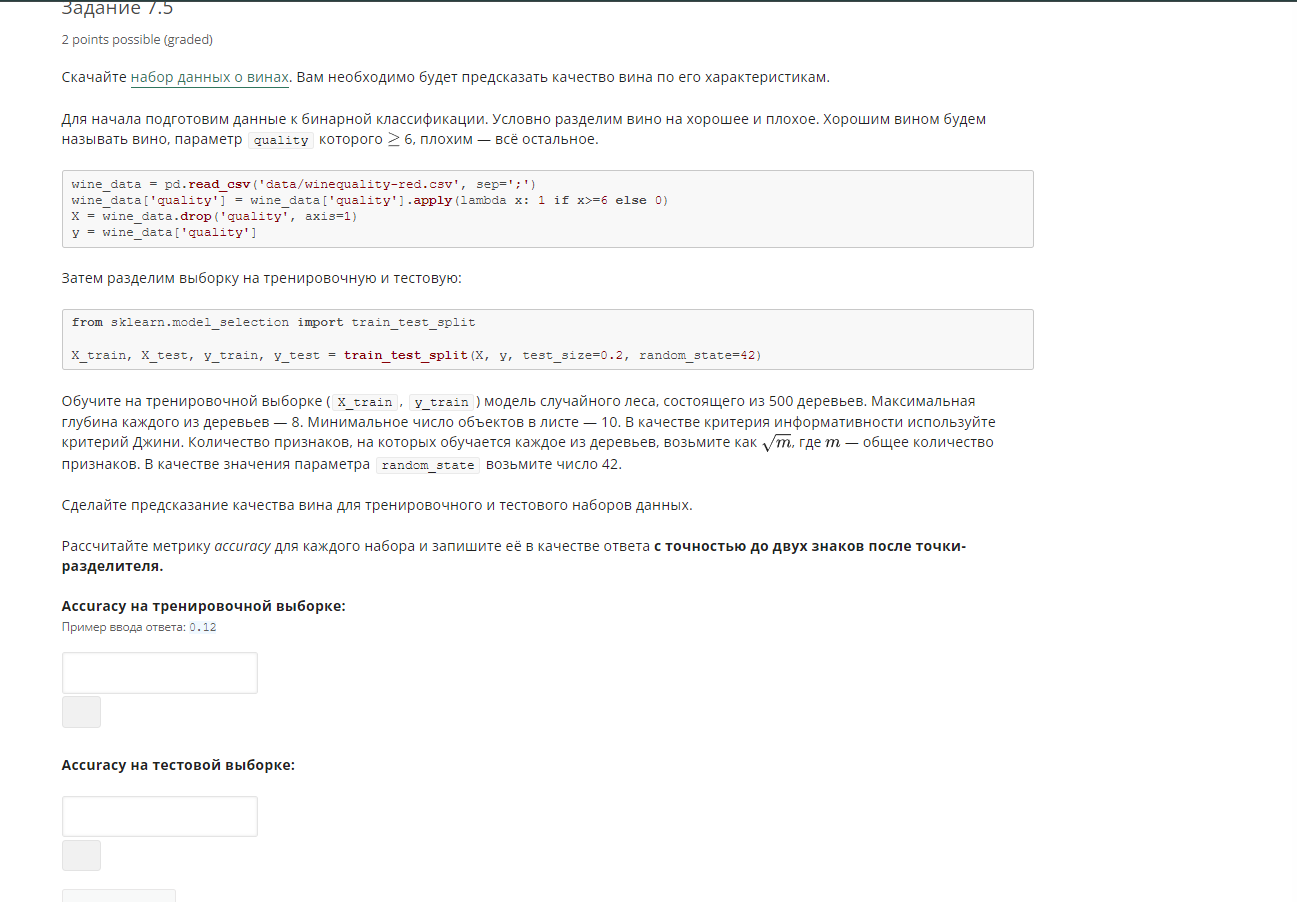 Задание 7.5
2 points possible (graded)
Скачайте набор данных о винах. Вам необходимо будет предсказать качество вина по его характеристикам.
Для начала подготовим данные к бинарной классификации. Условно разделим вино на хорошее и плохое. Хорошим вином будем
называть вино, параметр quality которого ≥ 6, плохим — всё остальное.
wine_data = pd.read_csv('data/winequality-red.csv', sep=';')
wine_data['quality'] = wine_data['quality'].apply(lambda x: 1 if x>=6 else 0)
X = wine_data.drop('quality', axis=1)
y = wine_data['quality']
Затем разделим выборку на тренировочную и тестовую:
from sklearn.model_selection import train_test_split
X_train, X_test, y_train, y_test = train_test_split(X, y, test_size=0.2, random_state=42)
Обучите на тренировочной выборке ( X_train , y_train ) модель случайного леса, состоящего из 500 деревьев. Максимальная
глубина каждого из деревьев — 8. Минимальное число объектов в листе — 10. В качестве критерия информативности используйте
критерий Джини. Количество признаков, на которых обучается каждое из деревьев, возьмите как √m, где m — общее количество
признаков. В качестве значения параметра random_state возьмите число 42.
Сделайте предсказание качества вина для тренировочного и тестового наборов данных.
Рассчитайте метрику accuracy для каждого набора и запишите её в качестве ответа с точностью до двух знаков после точки-
разделителя.
Accuracy на тренировочной выборке:
Пример ввода ответа: 0.12
Accuracy на тестовой выборке: